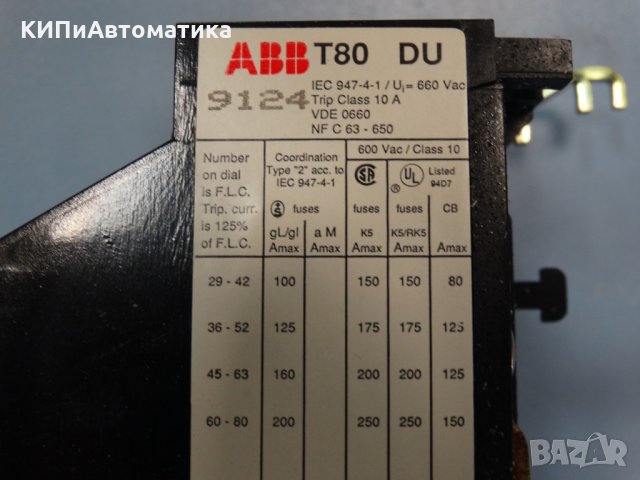 КИПиАвтоматика
ABB T80 DU
9124
IEC 947-4-1 / Ui= 660 Vac
Trip Class 10 A
VDE 0660
NF C 63 - 650
Number on dial is F.L.C. Trip. curr. is 125% of F.L.C.
Coordination Type "2" acc. to IEC 947-4-1
600 Vac / Class 10
SA
UL Listed 94D7
fuses fuses fuses CB
gL/gI Amax a M Amax K5 Amax K5/RK5 Amax Amax
29 - 42 100 150 150 80
36 - 52 125 175 175 125
45 - 63 160 200 200 125
60 - 80 200 250 250 150
BAZAR